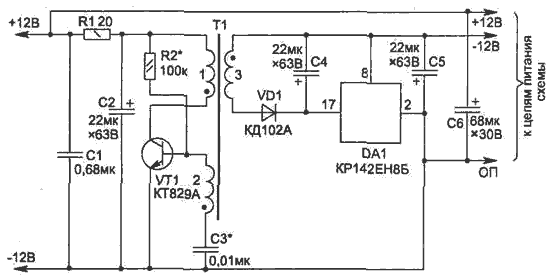 +12В
R1 20
T1
+12В
-12В
R2*
100к
1
3
22мк
×63В
C4
22мк
×63В
C5
8
C2
22мк
×63В
+
VD1
КД102А
17
2
+
C6
68мк
×30В
DA1
КР142ЕН8Б
C1
0,68мк
VT1
КТ829А
2
ОП
C3*
0,01мк
-12В
к цепям питания
схемы